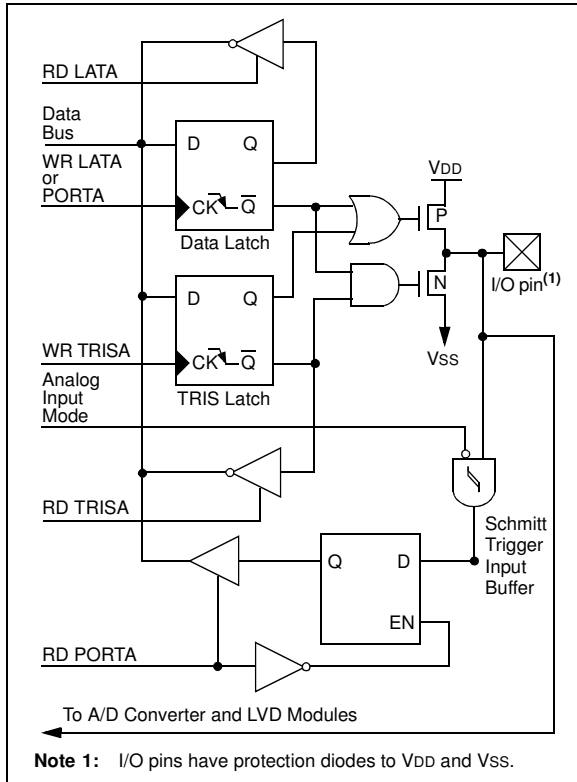 RD LATA
Data
Bus
WR LATA
or
PORTA
D Q
CK Q
Data Latch
VDD
P
N
I/O pin(1)
VSS
D Q
CK Q
TRIS Latch
WR TRISA
Analog
Input
Mode
RD TRISA
Schmitt
Trigger
Input
Buffer
Q D
EN
RD PORTA
To A/D Converter and LVD Modules
Note 1: I/O pins have protection diodes to VDD and VSS.